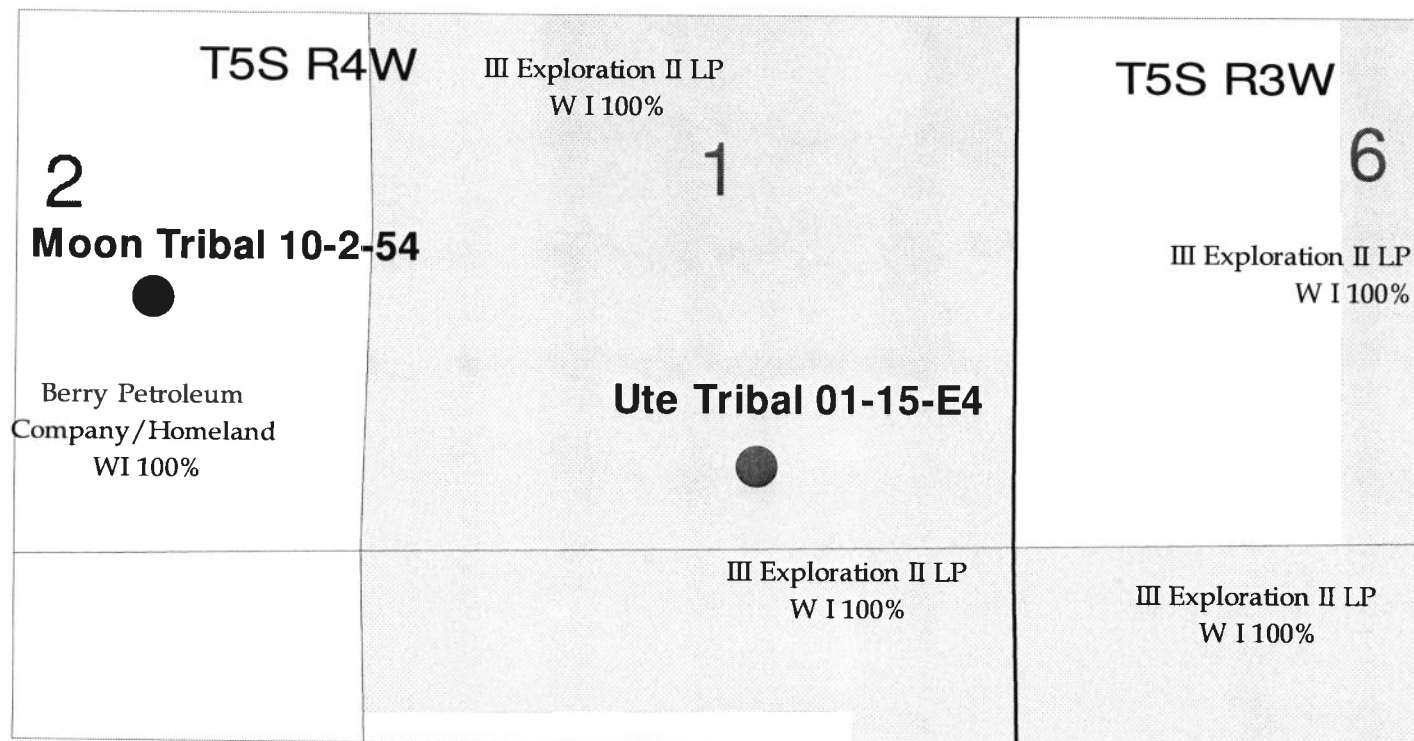 T5S R4W
III Exploration II LP
W I 100%
T5S R3W
2
1
6
Moon Tribal 10-2-54
III Exploration II LP
W I 100%
Berry Petroleum
Company/Homeland
WI 100%
Ute Tribal 01-15-E4
III Exploration II LP
W I 100%
III Exploration II LP
W I 100%